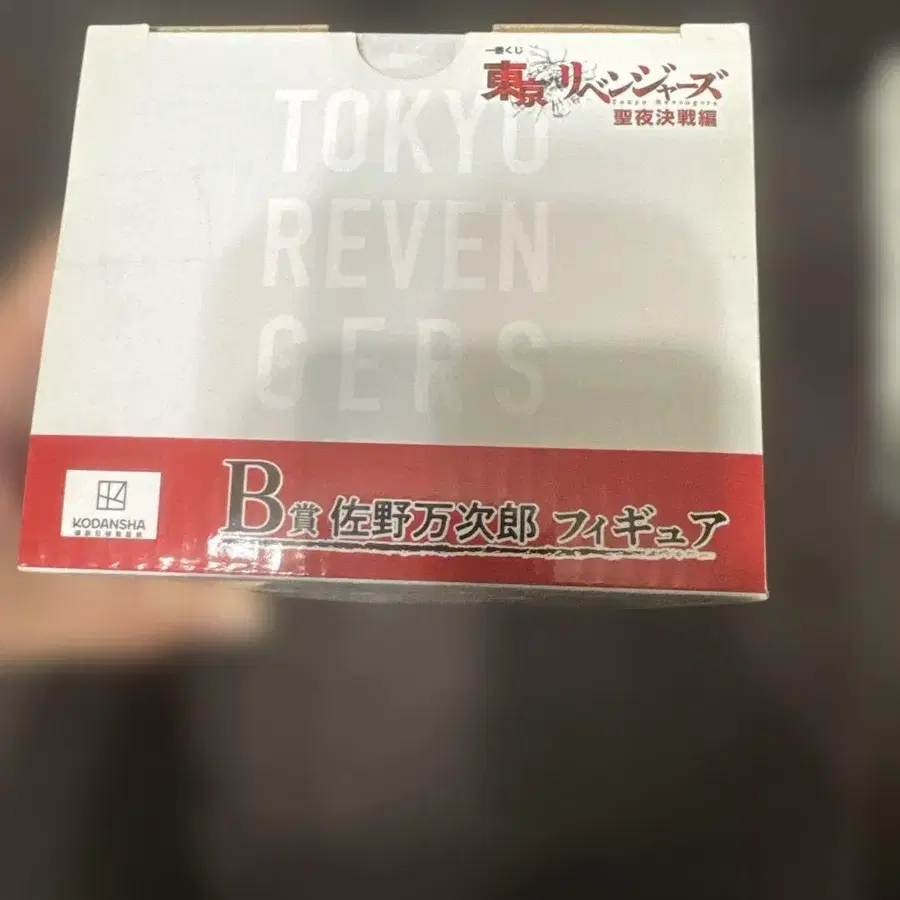 一番くじ
東京リベンジャーズ
Tokyo Revengers
聖夜決戦編
TOKYO
REVEN
GERS
KODANSHA
B賞 佐野万次郎 フィギュア